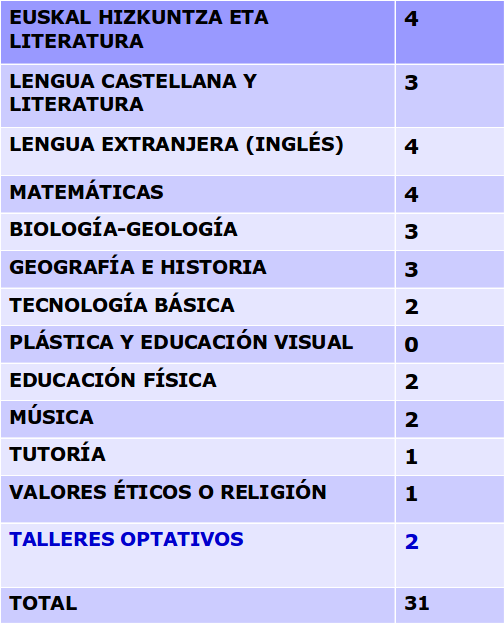 EUSKAL HIZKUNTZA ETA 4
LITERATURA
LENGUA CASTELLANA Y 3
LITERATURA
LENGUA EXTRANJERA (INGLÉS) 4
MATEMÁTICAS 4
BIOLOGÍA-GEOLOGÍA 3
GEOGRAFÍA E HISTORIA 3
TECNOLOGÍA BÁSICA 2
PLÁSTICA Y EDUCACIÓN VISUAL 0
EDUCACIÓN FÍSICA 2
MÚSICA 2
TUTORÍA 1
VALORES ÉTICOS O RELIGIÓN 1
TALLERES OPTATIVOS 2
TOTAL 31